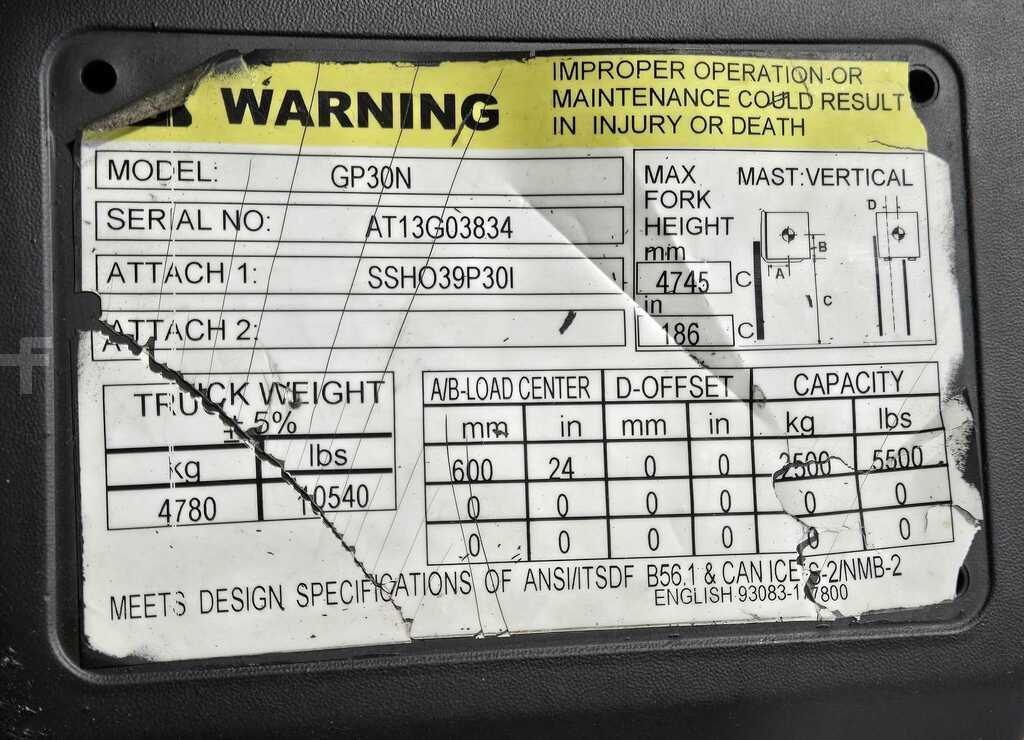 WARNING
IMPROPER OPERATION OR
MAINTENANCE COULD RESULT
IN INJURY OR DEATH
MODEL: GP30N
SERIAL NO: AT13G03834
ATTACH 1: SSHO39P30I
ATTACH 2:
MAX
FORK
HEIGHT
mm
4745 C
in
186 C
MAST:VERTICAL
D
B
A
C
TRUCK WEIGHT
± 5%
kg lbs
4780 10540
A/B-LOAD CENTER D-OFFSET CAPACITY
mm in mm in kg lbs
600 24 0 0 2500 5500
0 0 0 0 0 0
0 0 0 0 0 0
MEETS DESIGN SPECIFICATIONS OF ANSI/ITSDF B56.1 & CAN ICE S-2/NMB-2
ENGLISH 93083-1 7800